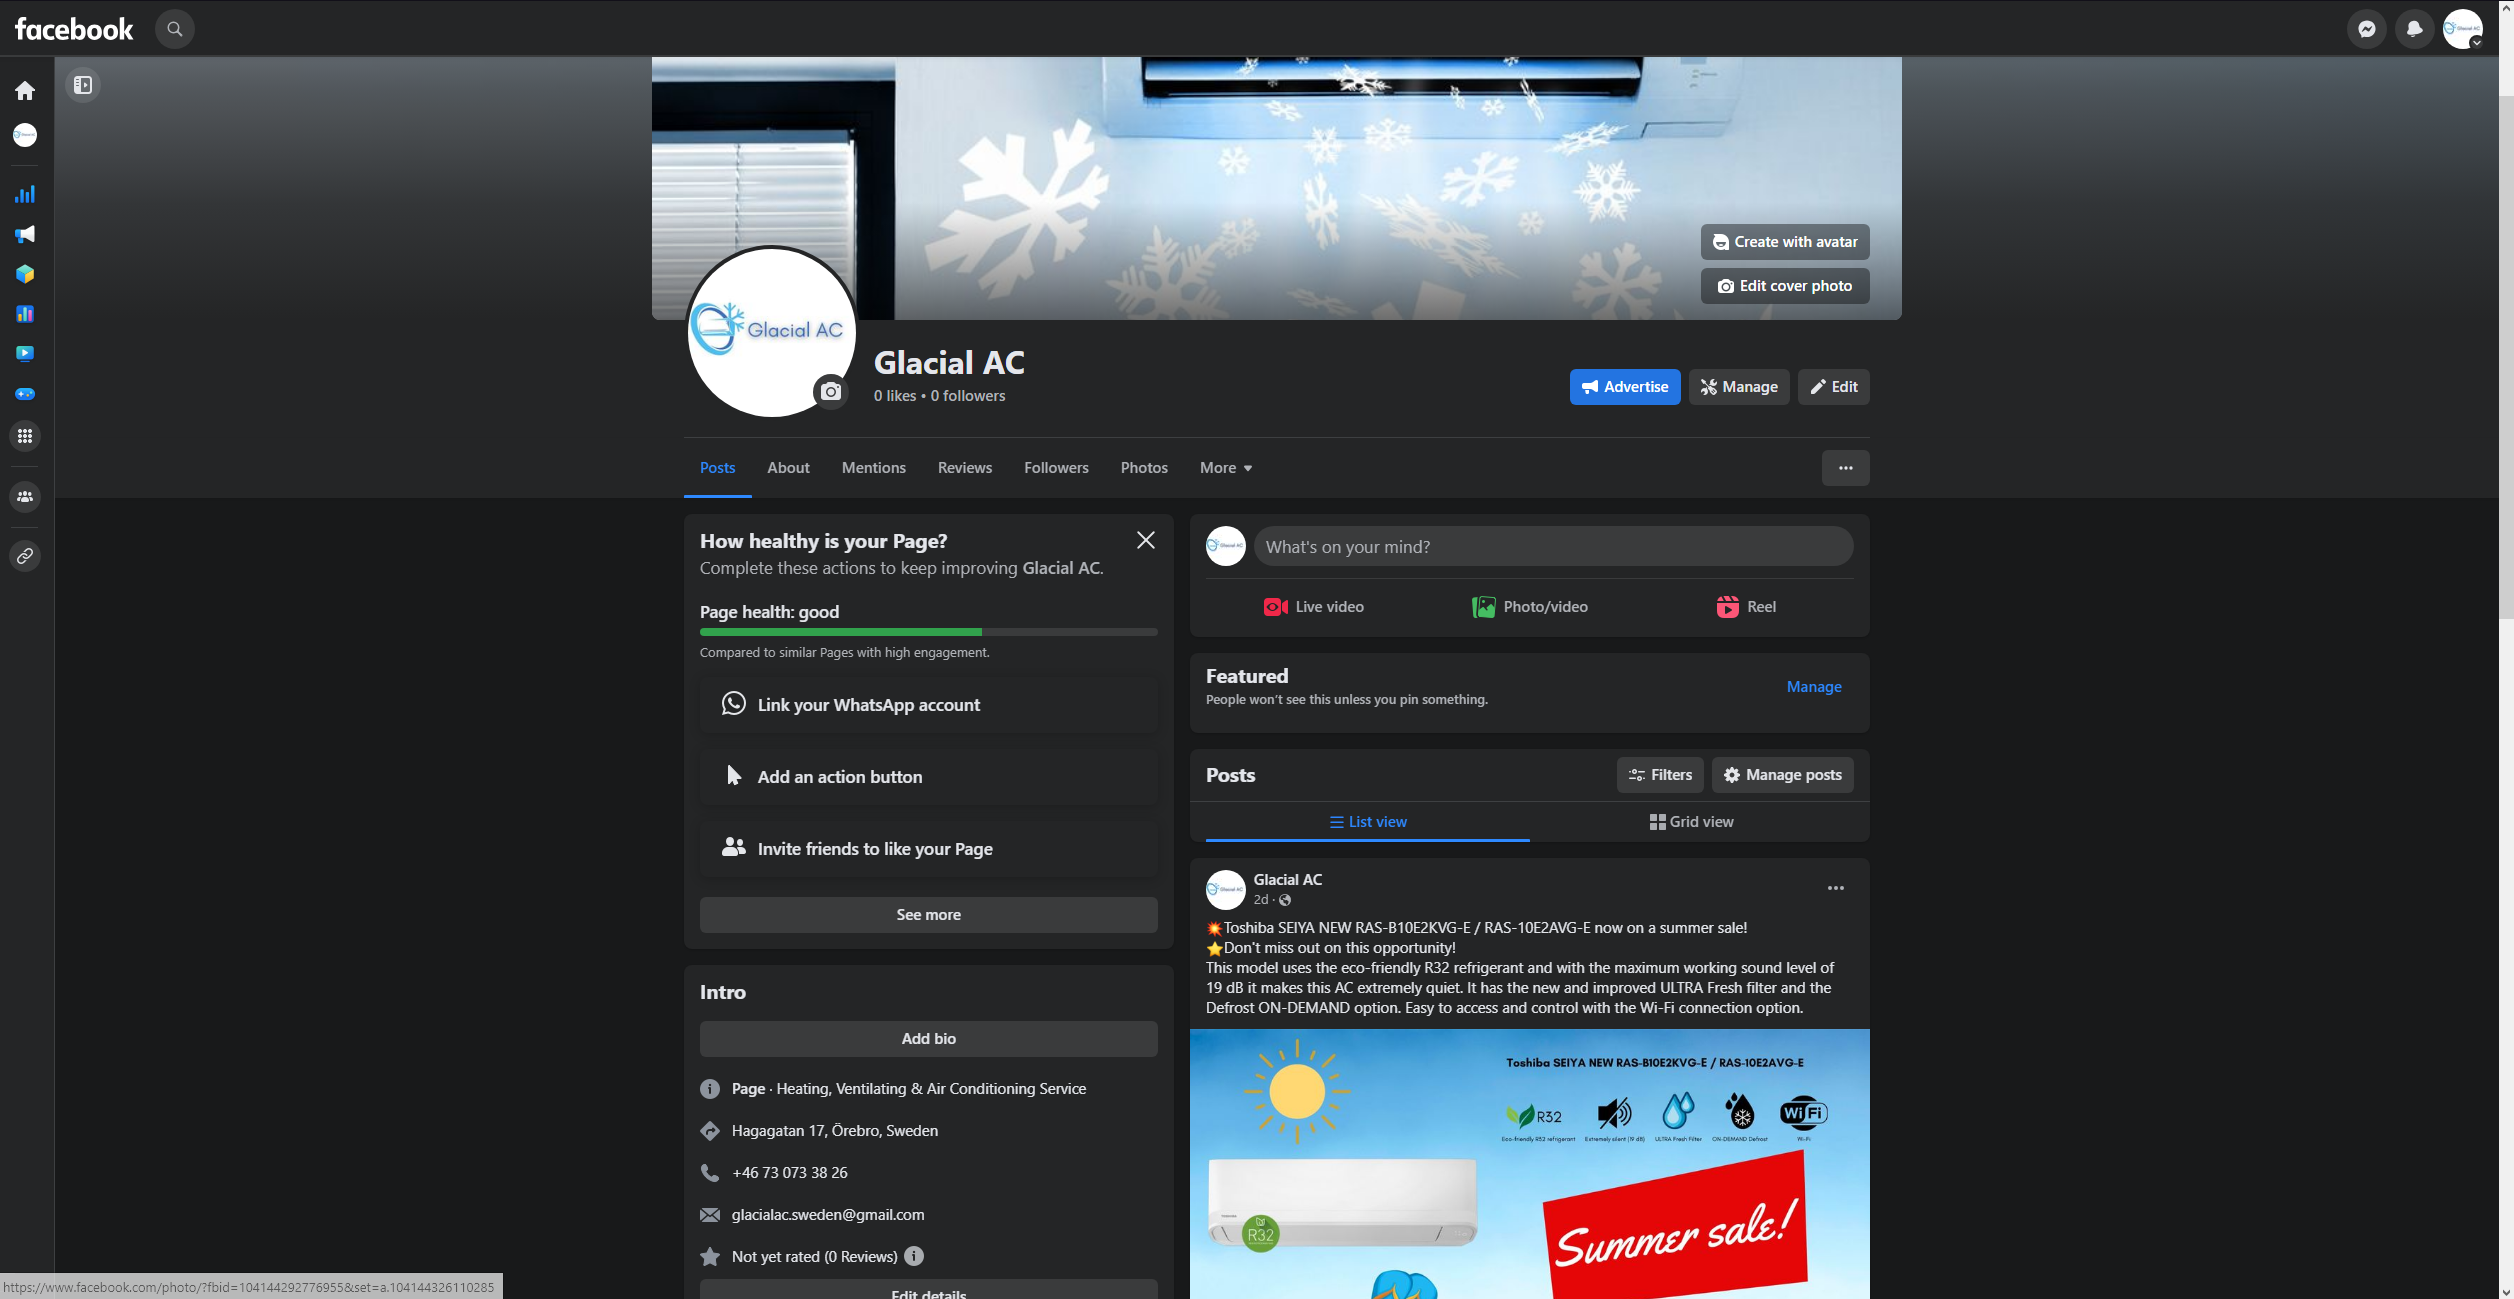 facebook
Create with avatar
Edit cover photo
Glacial AC
Glacial AC
0 likes • 0 followers
Advertise
Manage
Edit
Posts
About
Mentions
Reviews
Followers
Photos
More
How healthy is your Page?
Complete these actions to keep improving Glacial AC.
Page health: good
Compared to similar Pages with high engagement.
Link your WhatsApp account
Add an action button
Invite friends to like your Page
See more
Intro
Add bio
Page · Heating, Ventilating & Air Conditioning Service
Hagagatan 17, Örebro, Sweden
+46 73 073 38 26
glacialac.sweden@gmail.com
Not yet rated (0 Reviews)
Edit details
What's on your mind?
Live video
Photo/video
Reel
Featured
People won't see this unless you pin something.
Manage
Posts
Filters
Manage posts
List view
Grid view
Glacial AC
2d ·
💥Toshiba SEIYA NEW RAS-B10E2KVG-E / RAS-10E2AVG-E now on a summer sale!
⭐Don't miss out on this opportunity!
This model uses the eco-friendly R32 refrigerant and with the maximum working sound level of
19 dB it makes this AC extremely quiet. It has the new and improved ULTRA Fresh filter and the
Defrost ON-DEMAND option. Easy to access and control with the Wi-Fi connection option.
Toshiba SEIYA NEW RAS-B10E2KVG-E / RAS-10E2AVG-E
R32
WiFi
Eco-friendly R32 refrigerant
Extremely silent (19 dB)
ULTRA Fresh Filter
ON-DEMAND Defrost
Wi-Fi
TOSHIBA
R32
Summer sale!
https://www.facebook.com/photo/?fbid=104144292776955&set=a.104144326110285